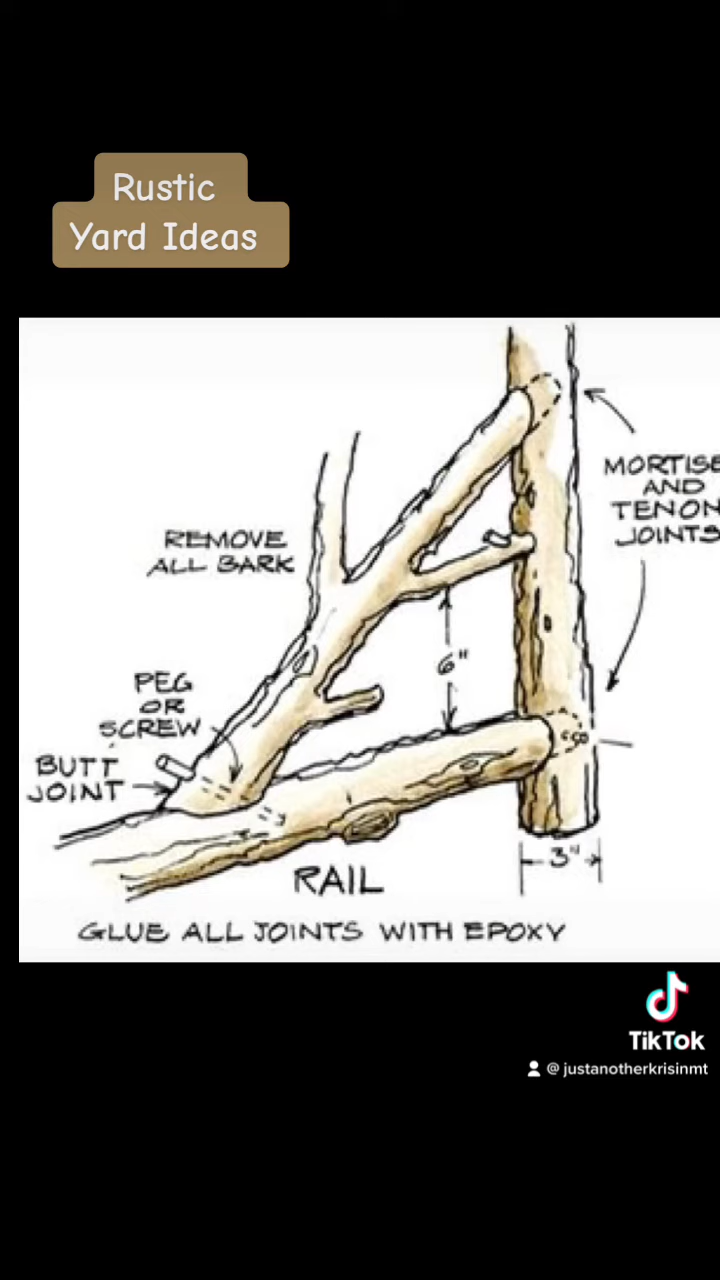 Rustic
Yard Ideas
MORTISE
AND
TENON
JOINTS
REMOVE
ALL BARK
6"
PEG
OR
SCREW
BUTT
JOINT
3"
RAIL
GLUE ALL JOINTS WITH EPOXY
TikTok
@justanotherkrisinmt